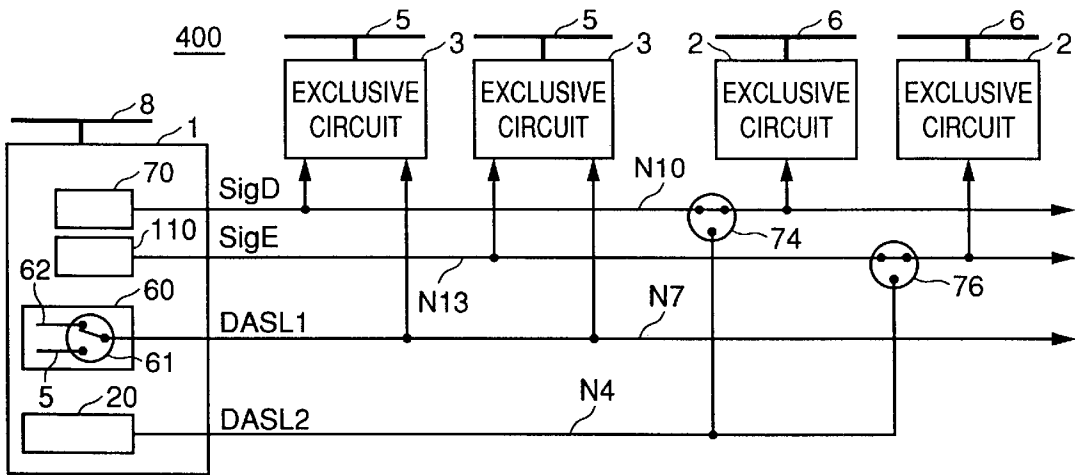 400
5
3
5
3
2
6
6
2
EXCLUSIVE
CIRCUIT
EXCLUSIVE
CIRCUIT
EXCLUSIVE
CIRCUIT
EXCLUSIVE
CIRCUIT
8
1
70
SigD
N10
74
110
SigE
N13
76
62
60
DASL1
N7
61
5
20
DASL2
N4